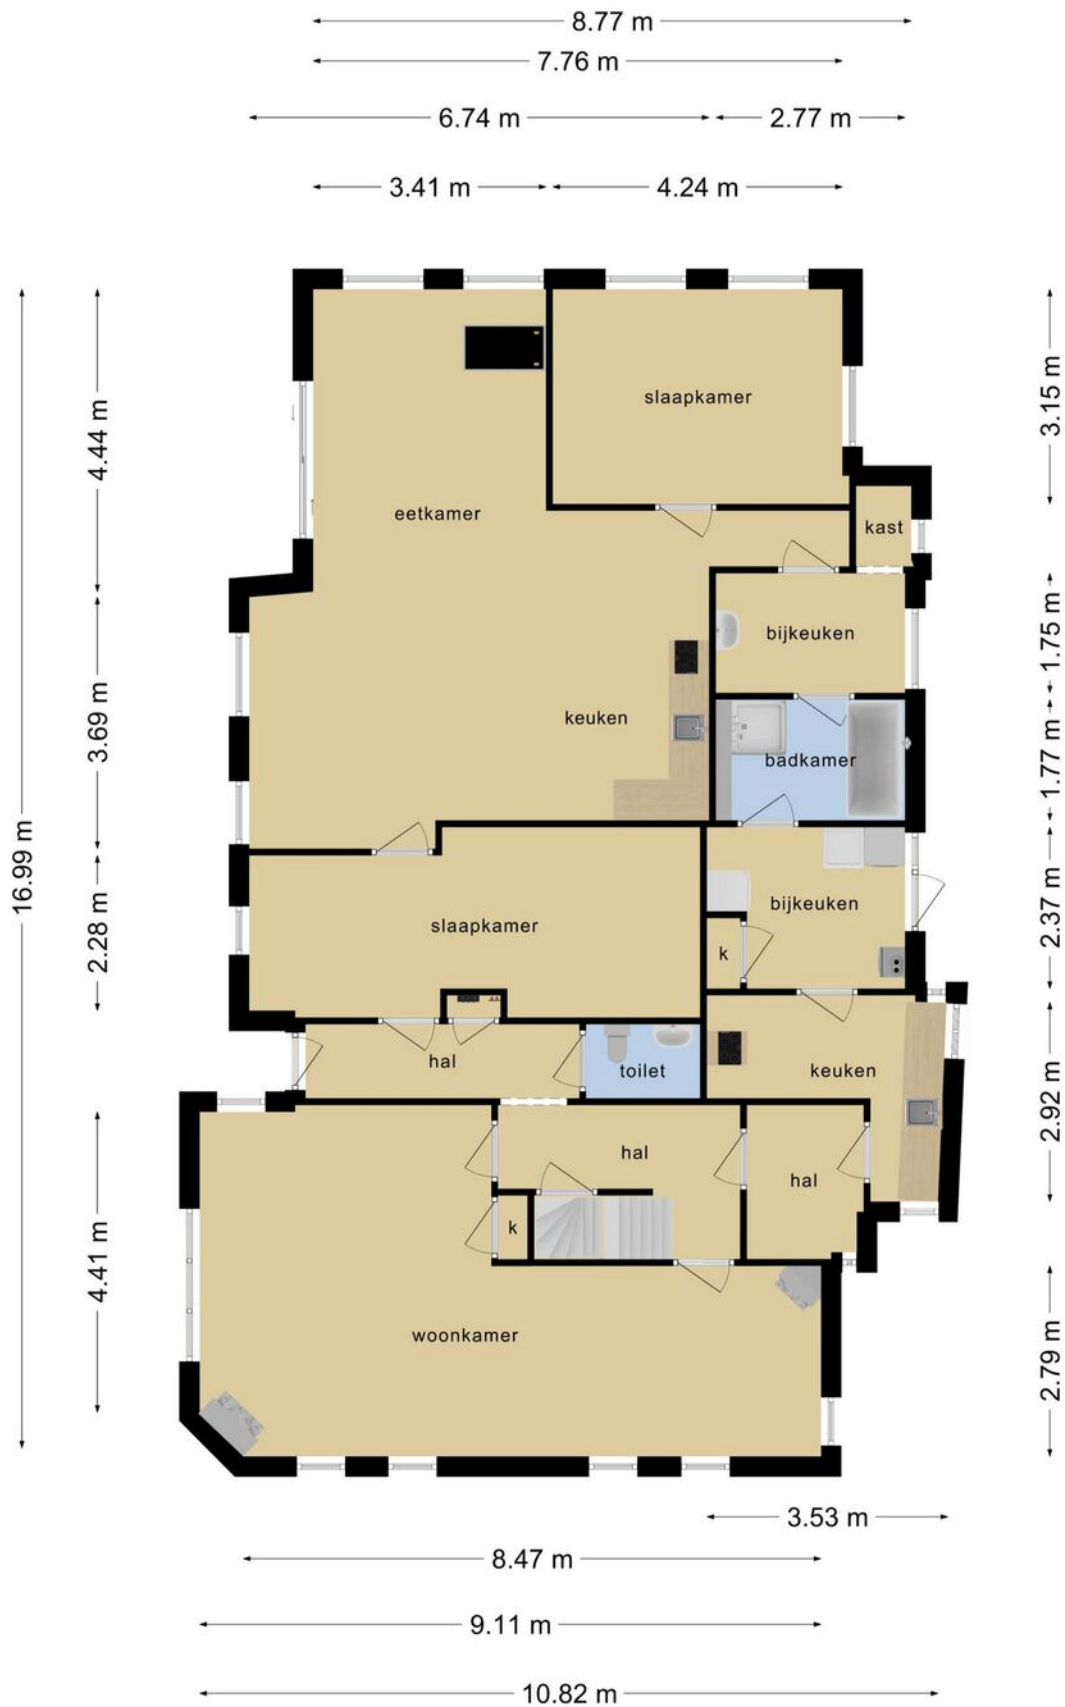 8.77 m
7.76 m
6.74 m
2.77 m
3.41 m
4.24 m
16.99 m
4.44 m
3.69 m
2.28 m
4.41 m
3.15 m
1.75 m
1.77 m
2.37 m
2.92 m
2.79 m
slaapkamer
eetkamer
kast
bijkeuken
keuken
badkamer
bijkeuken
slaapkamer
k
hal
toilet
keuken
hal
hal
k
woonkamer
3.53 m
8.47 m
9.11 m
10.82 m